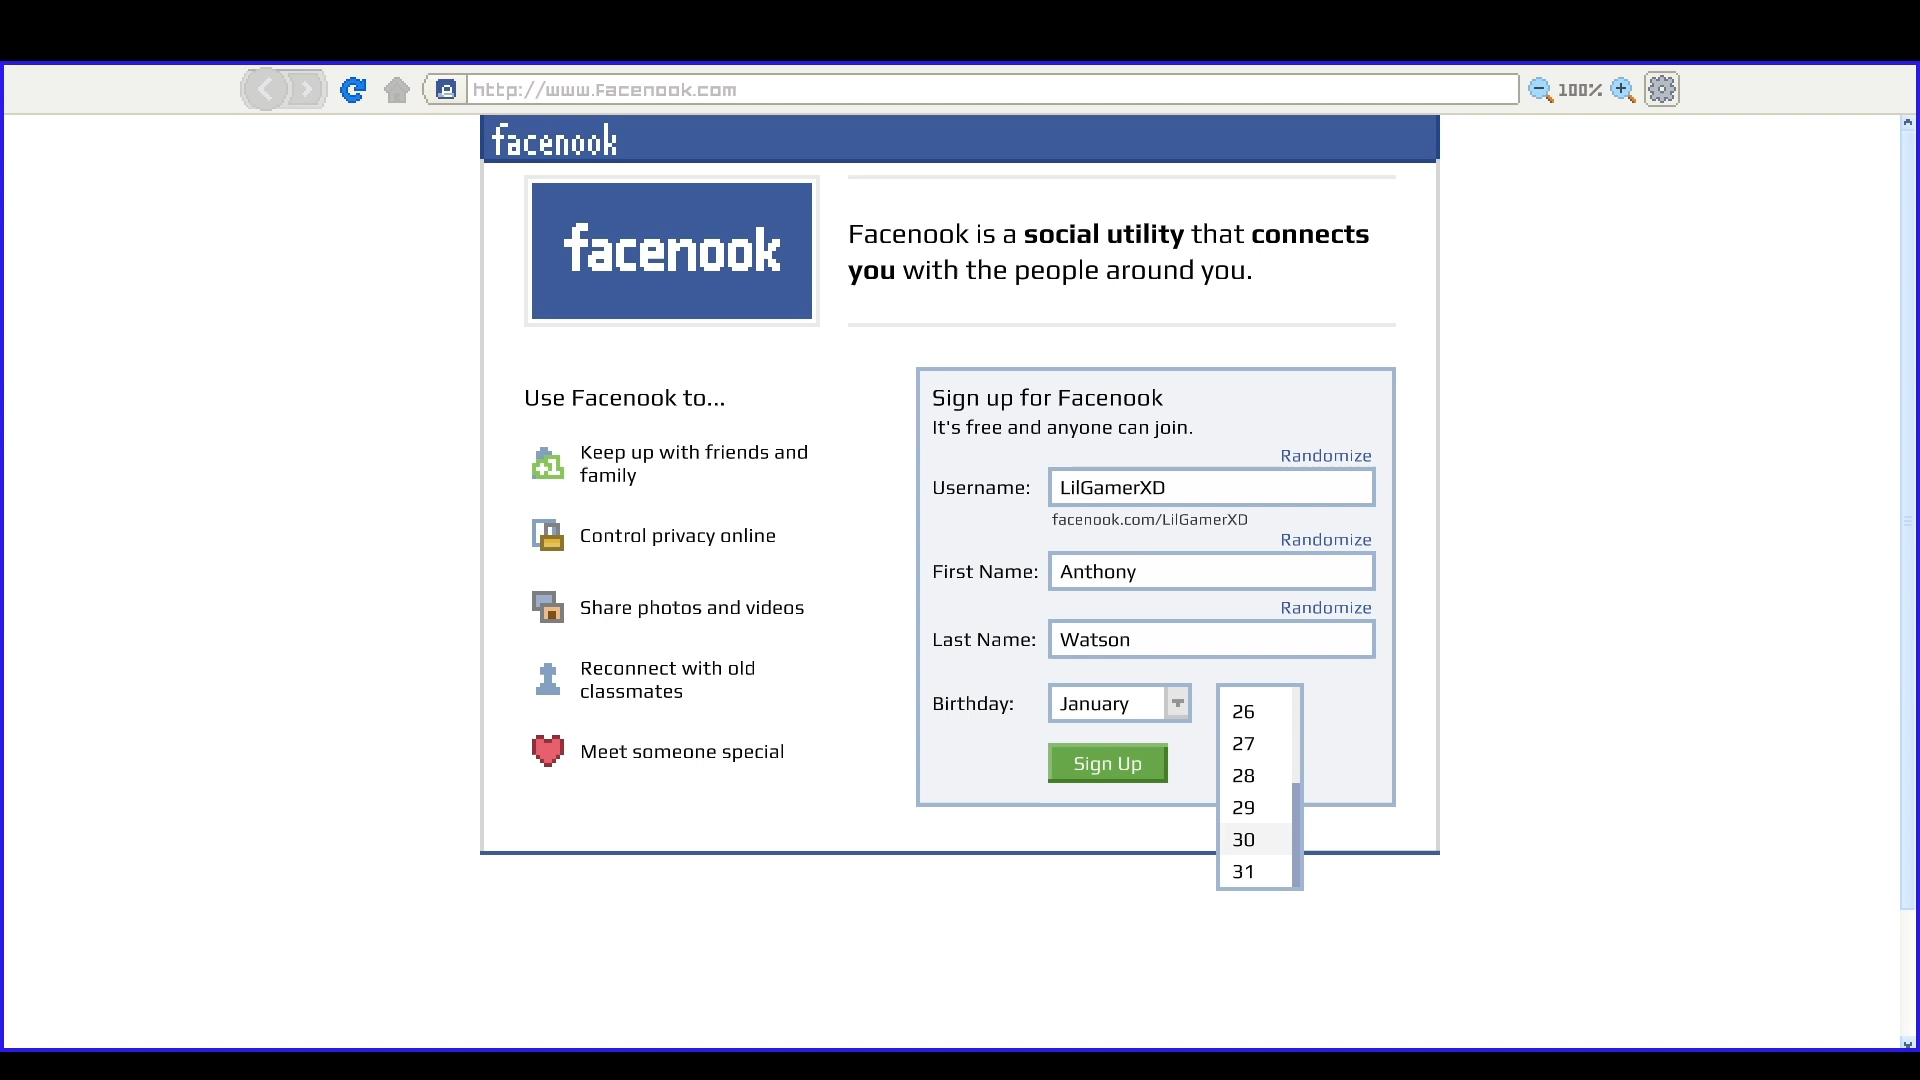 http://www.Facenook.com
100%
facenook
facenook
Facenook is a social utility that connects
you with the people around you.
Use Facenook to...
+1
Keep up with friends and
family
Control privacy online
Share photos and videos
Reconnect with old
classmates
Meet someone special
Sign up for Facenook
It's free and anyone can join.
Randomize
Username: LilGamerXD
facenook.com/LilGamerXD
Randomize
First Name: Anthony
Randomize
Last Name: Watson
Birthday: January
Sign Up
26
27
28
29
30
31